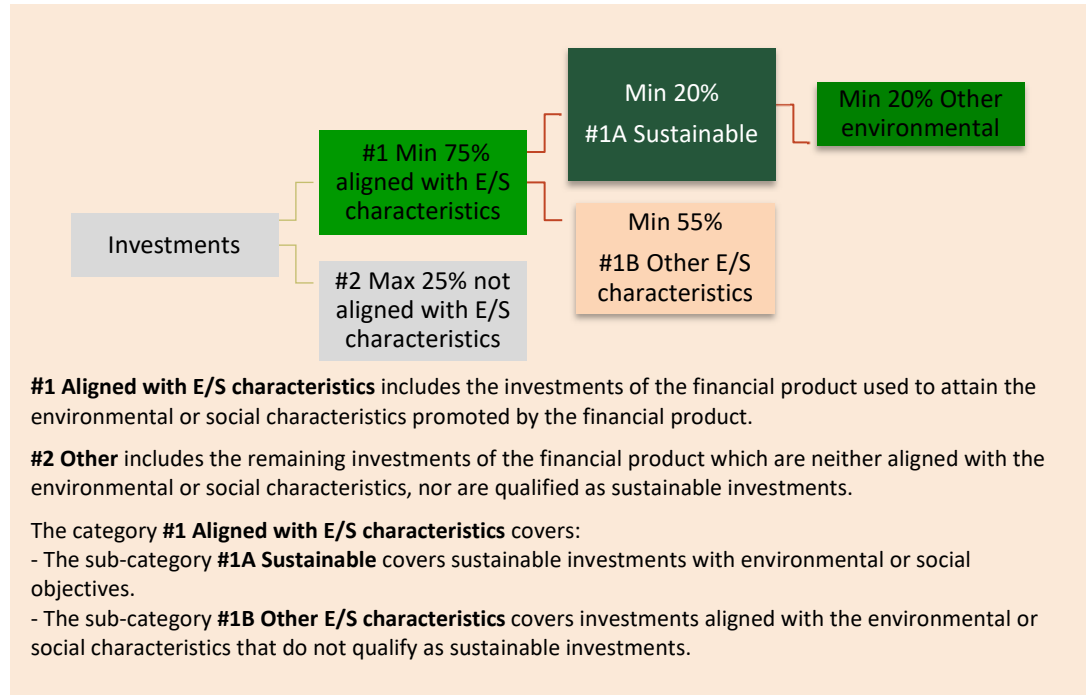 Min 20%
#1A Sustainable
Min 20% Other
environmental
#1 Min 75%
aligned with E/S
characteristics
Investments
Min 55%
#1B Other E/S
characteristics
#2 Max 25% not
aligned with E/S
characteristics
#1 Aligned with E/S characteristics includes the investments of the financial product used to attain the
environmental or social characteristics promoted by the financial product.
#2 Other includes the remaining investments of the financial product which are neither aligned with the
environmental or social characteristics, nor are qualified as sustainable investments.
The category #1 Aligned with E/S characteristics covers:
- The sub-category #1A Sustainable covers sustainable investments with environmental or social
objectives.
- The sub-category #1B Other E/S characteristics covers investments aligned with the environmental or
social characteristics that do not qualify as sustainable investments.